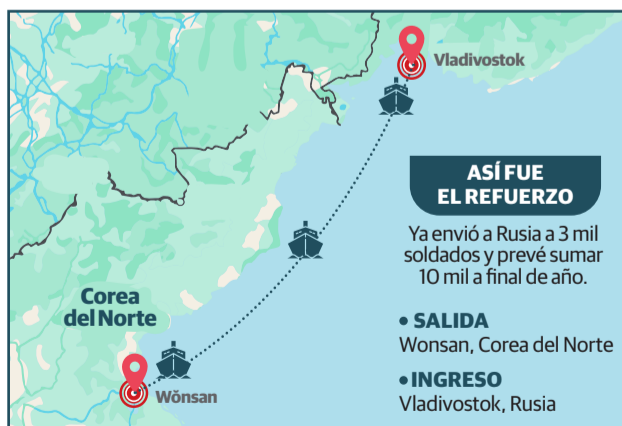 Vladivostok
ASÍ FUE
EL REFUERZO
Ya envió a Rusia a 3 mil
soldados y prevé sumar
10 mil a final de año.
Corea
del Norte
• SALIDA
Wonsan, Corea del Norte
• INGRESO
Vladivostok, Rusia
Wŏnsan